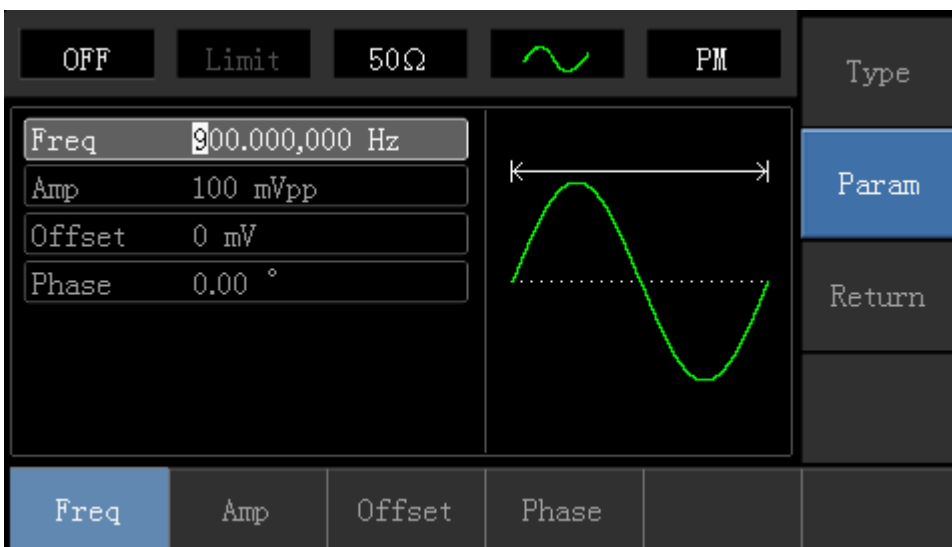 OFF Limit 50Ω PM
Type
Freq 900.000,000 Hz
Amp 100 mVpp
Param
Offset 0 mV
Phase 0.00 °
Return
Freq Amp Offset Phase